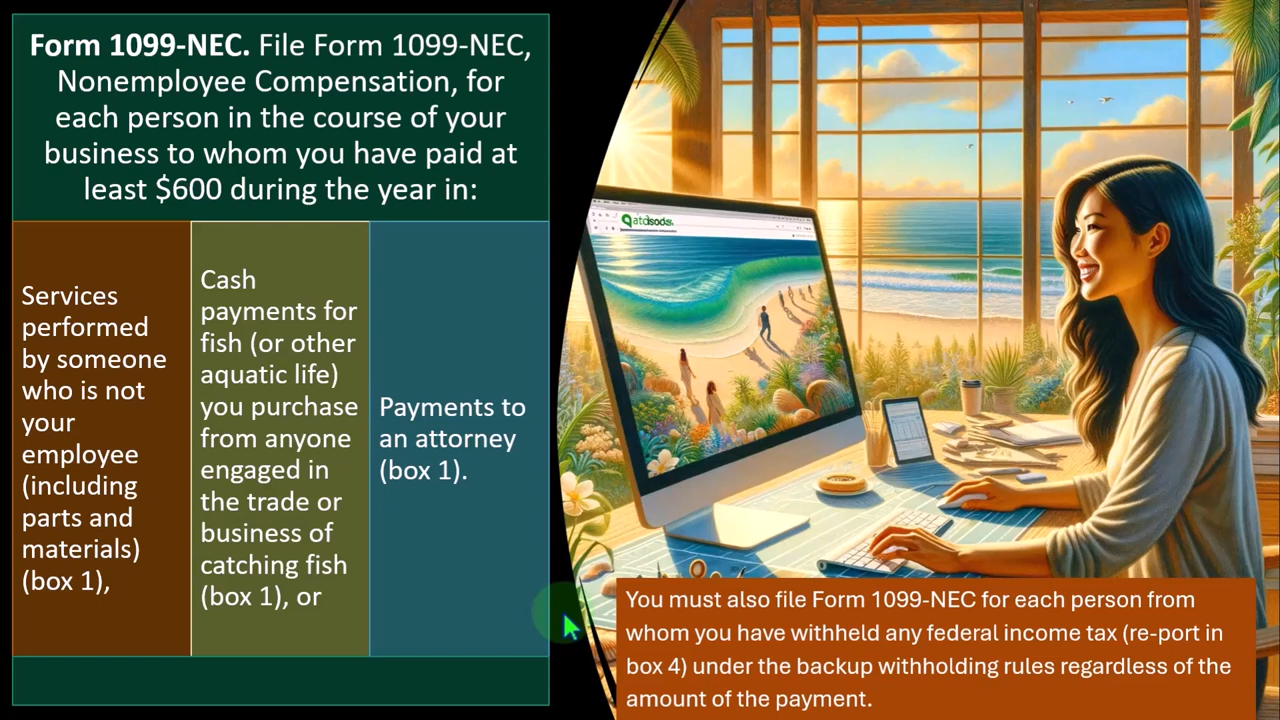 Form 1099-NEC. File Form 1099-NEC,
Nonemployee Compensation, for
each person in the course of your
business to whom you have paid at
least $600 during the year in:
Services
performed
by someone
who is not
your
employee
(including
parts and
materials)
(box 1),
Cash
payments for
fish (or other
aquatic life)
you purchase
from anyone
engaged in
the trade or
business of
catching fish
(box 1), or
Payments to
an attorney
(box 1).
You must also file Form 1099-NEC for each person from
whom you have withheld any federal income tax (re-port in
box 4) under the backup withholding rules regardless of the
amount of the payment.